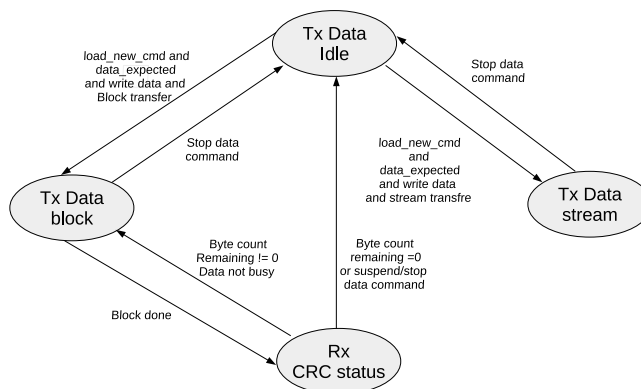 Tx Data
Idle
load_new_cmd and
data_expected
and write data and
Block transfer
Stop data
command
Stop data
command
load_new_cmd
and
data_expected
and write data
and stream transfre
Tx Data
block
Tx Data
stream
Byte count
Remaining != 0
Data not busy
Byte count
remaining =0
or suspend/stop
data command
Block done
Rx
CRC status